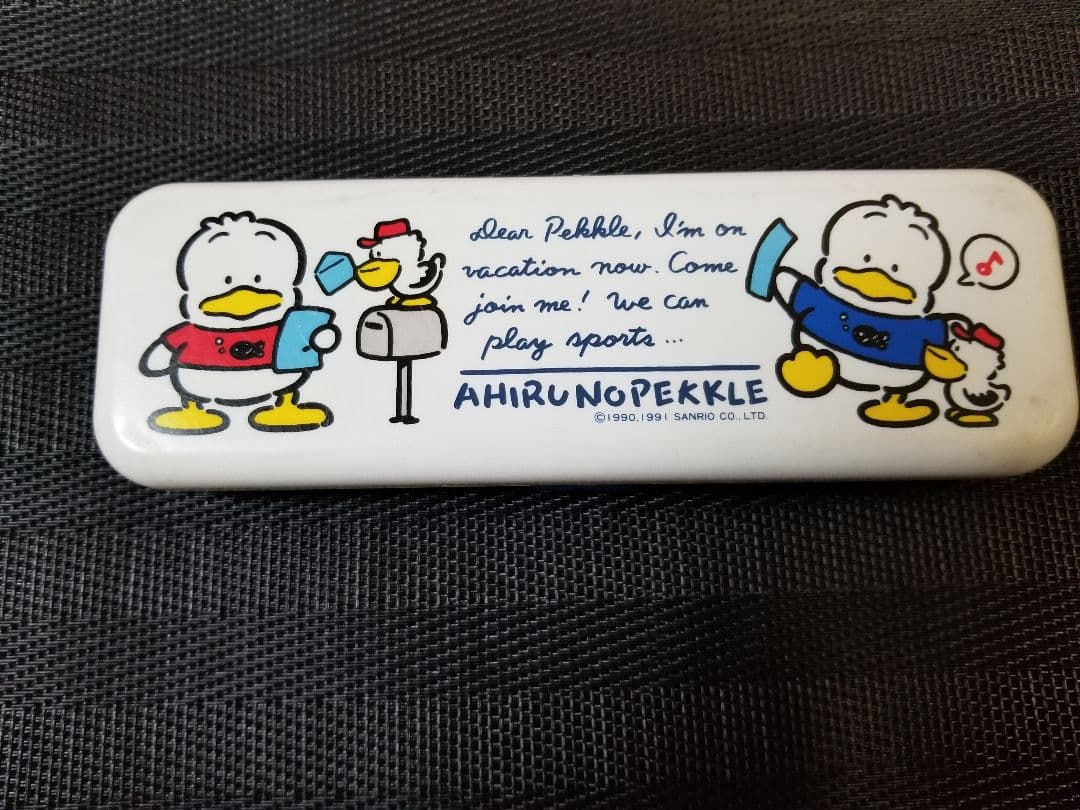 Dear Pekkle, I'm on
vacation now. Come
join me! We can
play sports ...
AHIRUNOPEKKLE
©1990,1991 SANRIO CO., LTD.